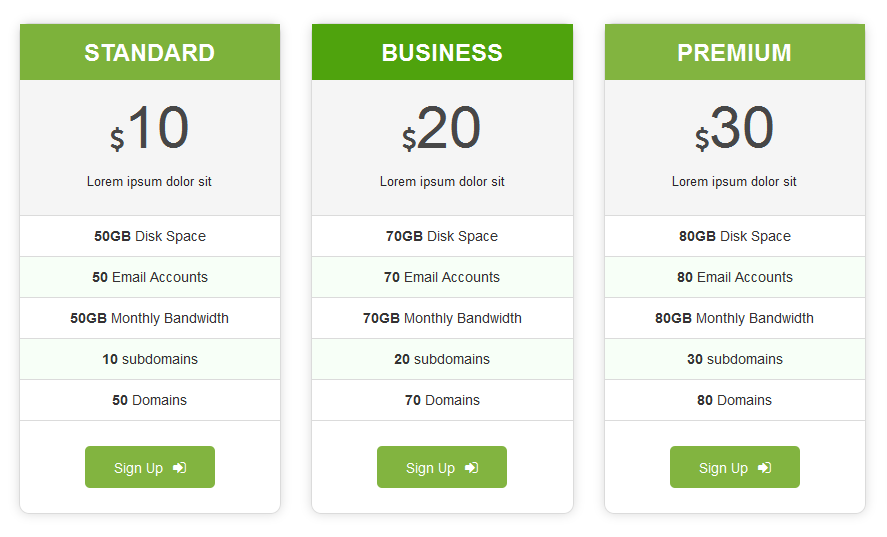 STANDARD
$10
Lorem ipsum dolor sit
50GB Disk Space
50 Email Accounts
50GB Monthly Bandwidth
10 subdomains
50 Domains
Sign Up
BUSINESS
$20
Lorem ipsum dolor sit
70GB Disk Space
70 Email Accounts
70GB Monthly Bandwidth
20 subdomains
70 Domains
Sign Up
PREMIUM
$30
Lorem ipsum dolor sit
80GB Disk Space
80 Email Accounts
80GB Monthly Bandwidth
30 subdomains
80 Domains
Sign Up